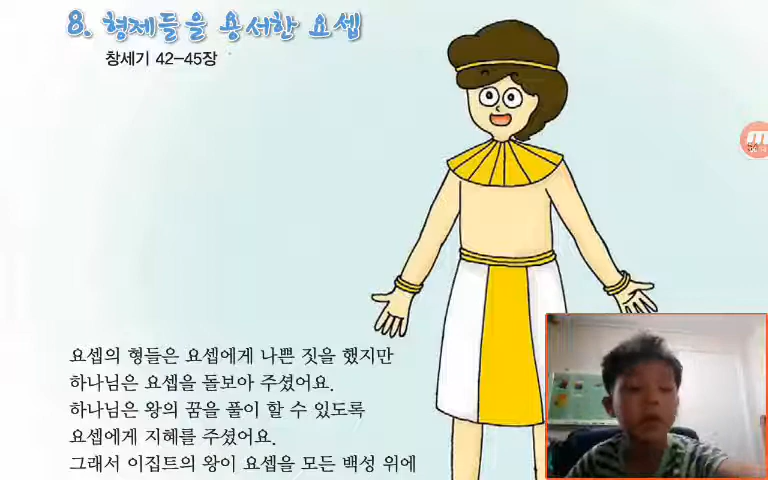 8. 형제들을 용서한 요셉
창세기 42-45장
요셉의 형들은 요셉에게 나쁜 짓을 했지만
하나님은 요셉을 돌보아 주셨어요.
하나님은 왕의 꿈을 풀이 할 수 있도록
요셉에게 지혜를 주셨어요.
그래서 이집트의 왕이 요셉을 모든 백성 위에